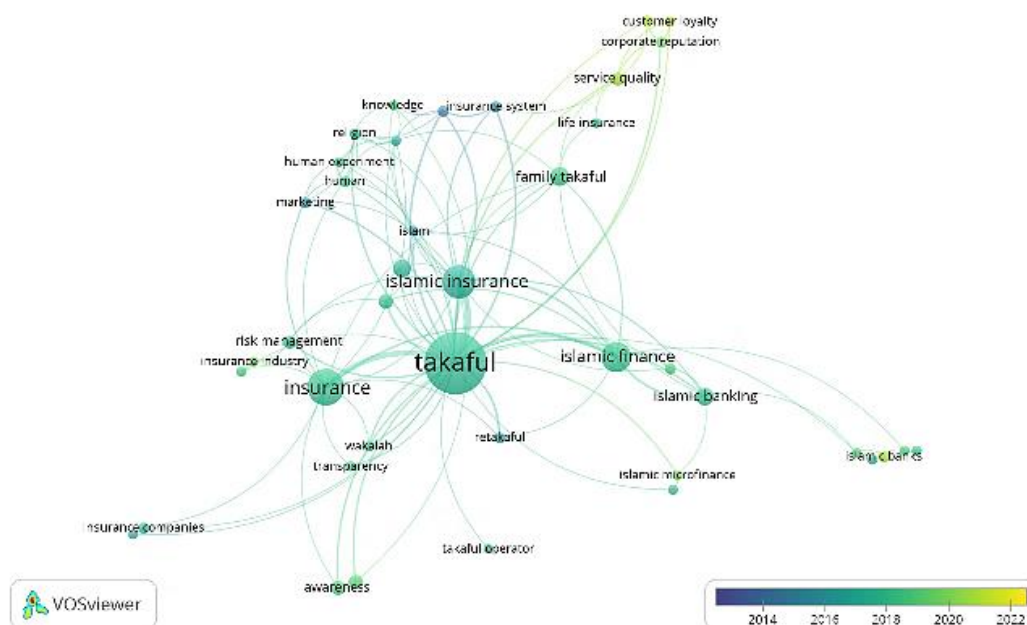 customer loyalty
corporate reputation
service quality
knowledge
insurance system
life insurance
religion
human experiment
human
family takaful
marketing
islam
islamic insurance
risk management
insurance industry
takaful
islamic finance
insurance
islamic banking
retakaful
wakalah
transparency
islamic microfinance
islamic banks
nsurance companies
takaful operator
awareness
VOSviewer
2014 2016 2018 2020 2022